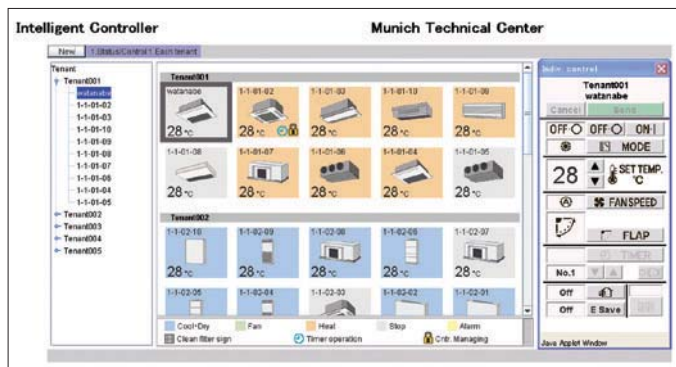 Intelligent Controller
Munich Technical Center
New 1.Status/Control 1 Each tenant
Tenant
Tenant001
watanabe
1-1-01-02
1-1-01-03
1-1-01-10
1-1-01-09
1-1-01-08
1-1-01-07
1-1-01-06
1-1-01-04
1-1-01-05
Tenant002
Tenant003
Tenant004
Tenant005
Tenant001
watanabe 1-1-01-02 1-1-01-03 1-1-01-10 1-1-01-09
28 °C 28 °C 28 °C 28 °C 28 °C
1-1-01-08 1-1-01-07 1-1-01-06 1-1-01-04 1-1-01-05
28 °C 28 °C 28 °C 28 °C 28 °C
Tenant002
1-1-02-10 1-1-02-09 1-1-02-08 1-1-02-06 1-1-02-07
28 °C 28 °C 28 °C 28 °C 28 °C
1-1-02-05 1-1-02-04 1-1-02-03 1-1-02-02 1-1-02-01
Cool·Dry Fan Heat Stop Alarm
Clean filter sign Timer operation Cntr. Managing
Indiv. control
Tenant001
watanabe
Cancel Send
OFF OFF ON
MODE
28 SET TEMP.
°C
FAN SPEED
FLAP
TIMER
No.1
Off
Off E Save
Java Applet Window